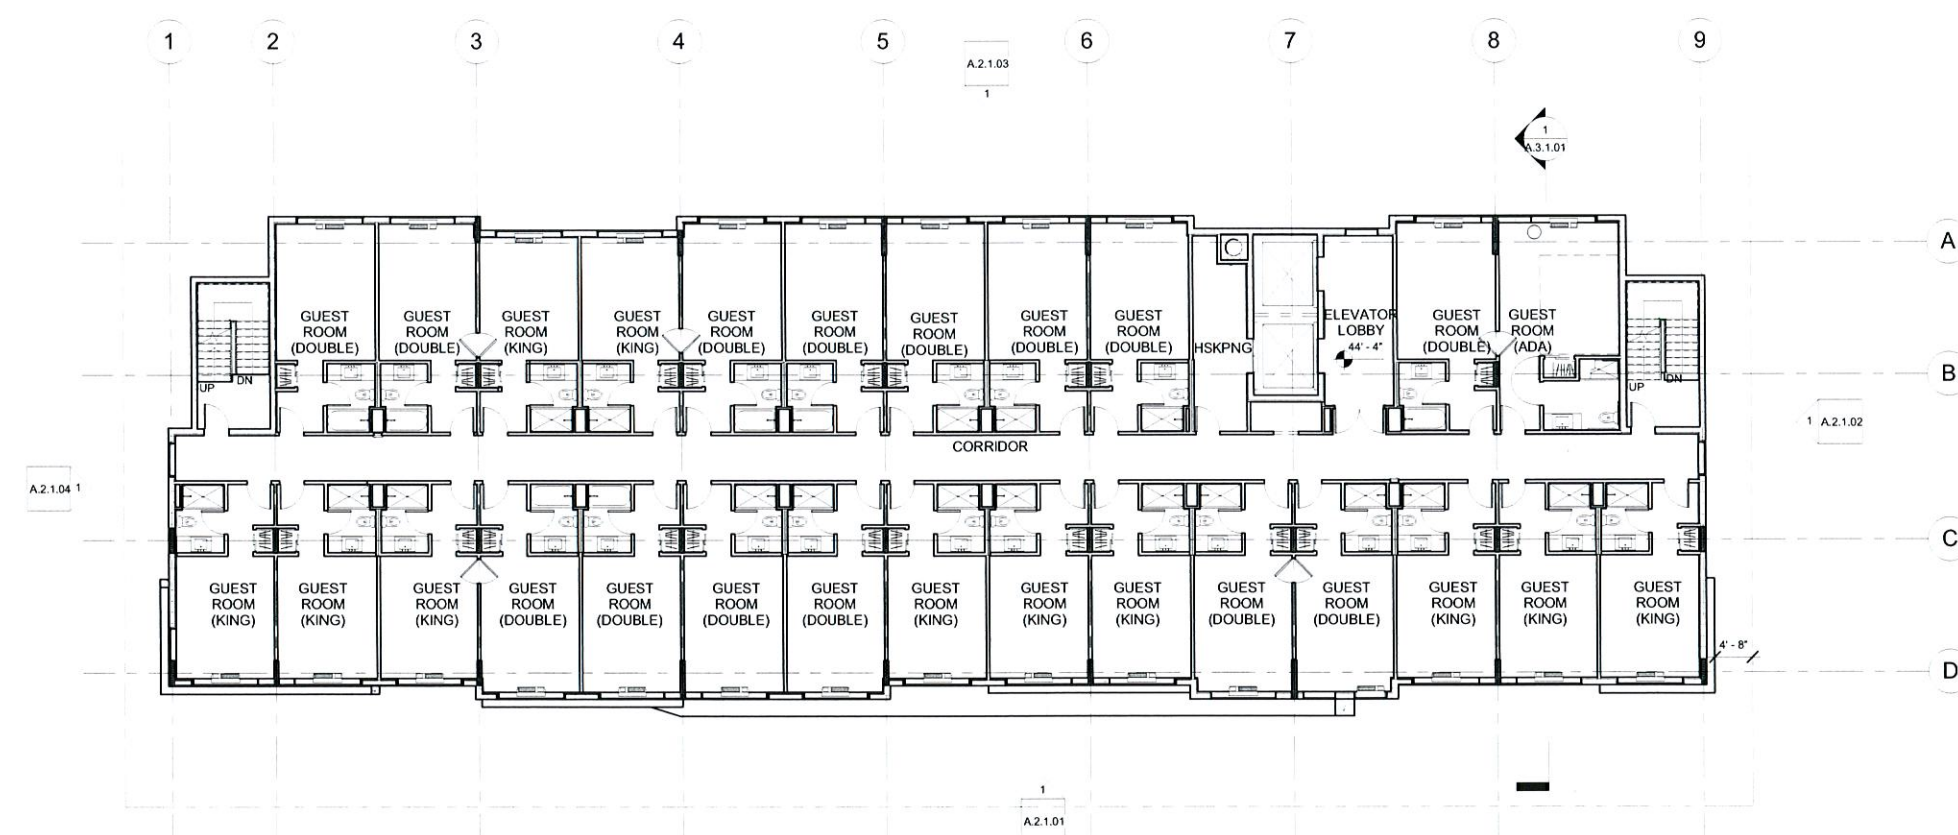 1 2 3 4 5 6 7 8 9
A.2.1.03
1
1
A.3.1.01
A
GUEST ROOM (DOUBLE)
GUEST ROOM (DOUBLE)
GUEST ROOM (KING)
GUEST ROOM (KING)
GUEST ROOM (DOUBLE)
GUEST ROOM (DOUBLE)
GUEST ROOM (DOUBLE)
GUEST ROOM (DOUBLE)
GUEST ROOM (DOUBLE)
HSKPNG
ELEVATOR LOBBY
44' - 4"
GUEST ROOM (DOUBLE)
GUEST ROOM (ADA)
B
UP DN
UP DN
1 A.2.1.02
CORRIDOR
A.2.1.04 1
C
GUEST ROOM (KING)
GUEST ROOM (KING)
GUEST ROOM (KING)
GUEST ROOM (DOUBLE)
GUEST ROOM (DOUBLE)
GUEST ROOM (DOUBLE)
GUEST ROOM (DOUBLE)
GUEST ROOM (KING)
GUEST ROOM (KING)
GUEST ROOM (KING)
GUEST ROOM (DOUBLE)
GUEST ROOM (DOUBLE)
GUEST ROOM (KING)
GUEST ROOM (KING)
GUEST ROOM (KING)
4' - 8"
D
1
A.2.1.01